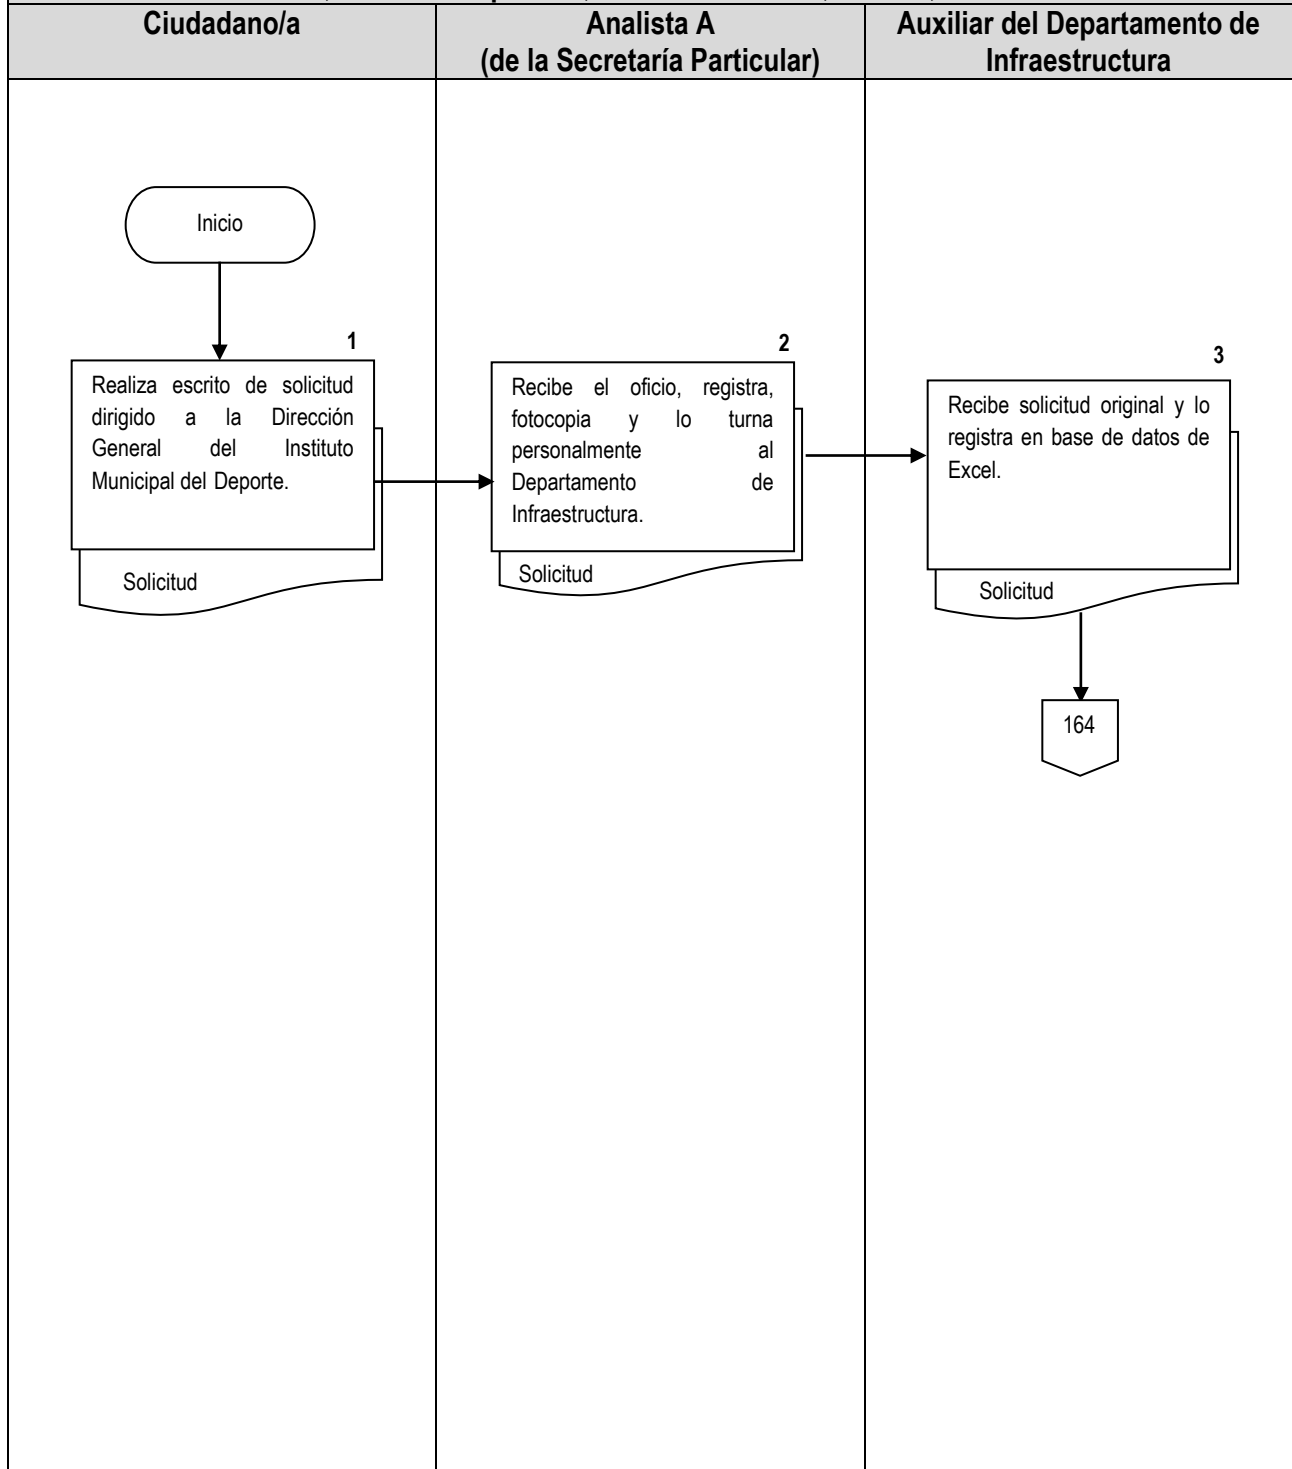 Ciudadano/a
Analista A
(de la Secretaría Particular)
Auxiliar del Departamento de
Infraestructura
Inicio
1
Realiza escrito de solicitud
dirigido a la Dirección
General del Instituto
Municipal del Deporte.
Solicitud
2
Recibe el oficio, registra,
fotocopia y lo turna
personalmente al
Departamento de
Infraestructura.
Solicitud
3
Recibe solicitud original y lo
registra en base de datos de
Excel.
Solicitud
164